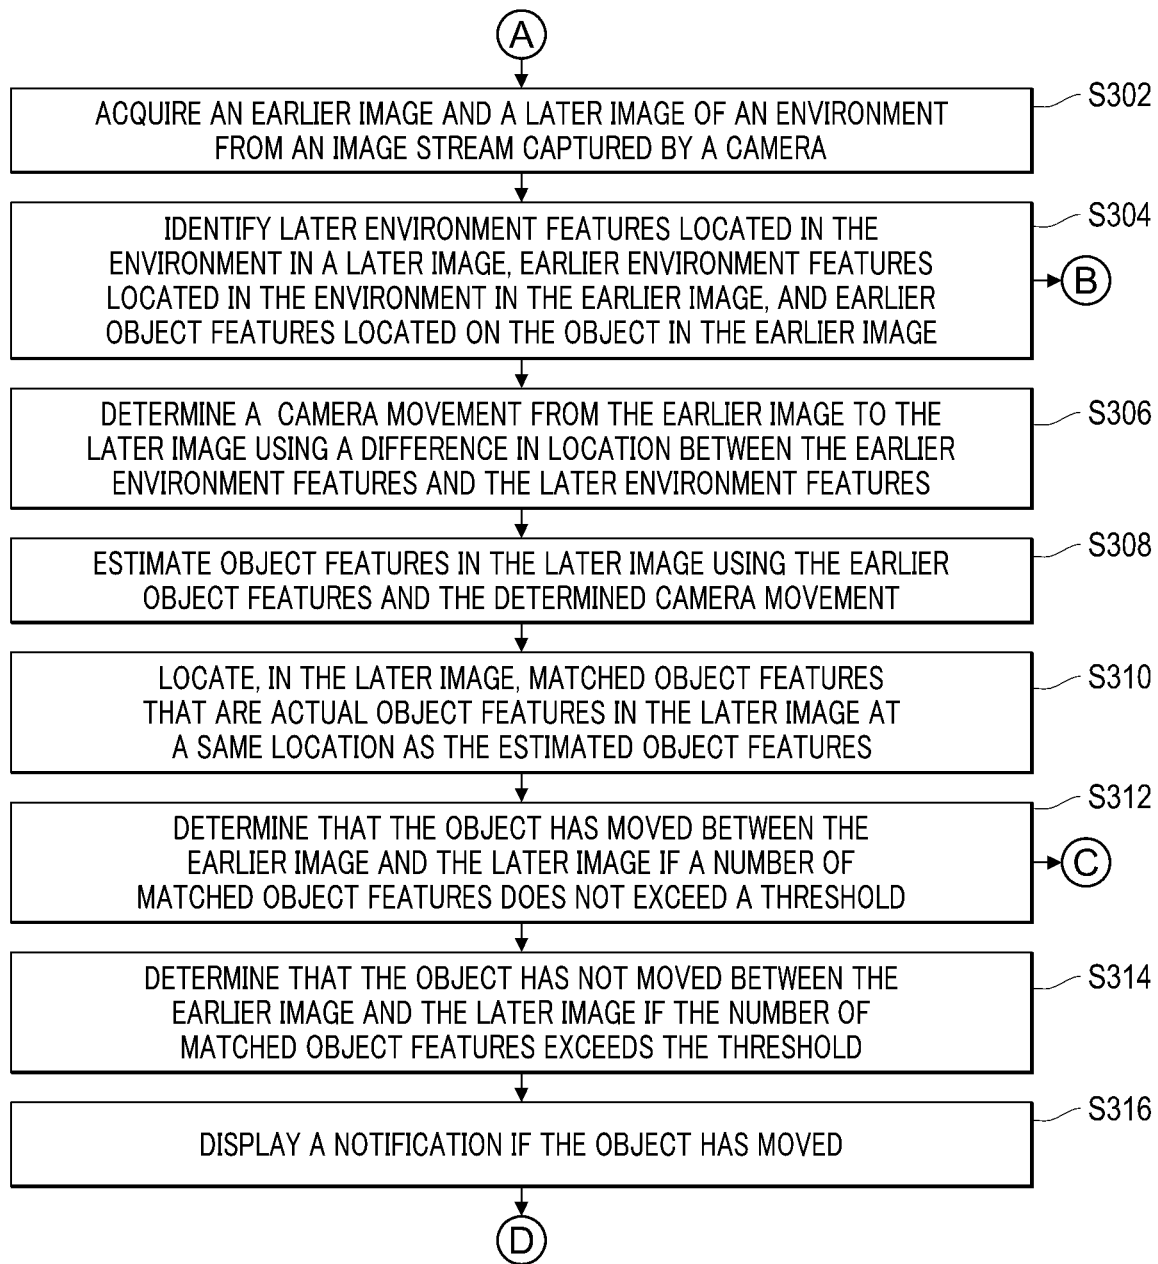 A
S302
ACQUIRE AN EARLIER IMAGE AND A LATER IMAGE OF AN ENVIRONMENT
FROM AN IMAGE STREAM CAPTURED BY A CAMERA
S304
IDENTIFY LATER ENVIRONMENT FEATURES LOCATED IN THE
ENVIRONMENT IN A LATER IMAGE, EARLIER ENVIRONMENT FEATURES
LOCATED IN THE ENVIRONMENT IN THE EARLIER IMAGE, AND EARLIER
OBJECT FEATURES LOCATED ON THE OBJECT IN THE EARLIER IMAGE
B
S306
DETERMINE A CAMERA MOVEMENT FROM THE EARLIER IMAGE TO THE
LATER IMAGE USING A DIFFERENCE IN LOCATION BETWEEN THE EARLIER
ENVIRONMENT FEATURES AND THE LATER ENVIRONMENT FEATURES
S308
ESTIMATE OBJECT FEATURES IN THE LATER IMAGE USING THE EARLIER
OBJECT FEATURES AND THE DETERMINED CAMERA MOVEMENT
S310
LOCATE, IN THE LATER IMAGE, MATCHED OBJECT FEATURES
THAT ARE ACTUAL OBJECT FEATURES IN THE LATER IMAGE AT
A SAME LOCATION AS THE ESTIMATED OBJECT FEATURES
S312
DETERMINE THAT THE OBJECT HAS MOVED BETWEEN THE
EARLIER IMAGE AND THE LATER IMAGE IF A NUMBER OF
MATCHED OBJECT FEATURES DOES NOT EXCEED A THRESHOLD
C
S314
DETERMINE THAT THE OBJECT HAS NOT MOVED BETWEEN THE
EARLIER IMAGE AND THE LATER IMAGE IF THE NUMBER OF
MATCHED OBJECT FEATURES EXCEEDS THE THRESHOLD
S316
DISPLAY A NOTIFICATION IF THE OBJECT HAS MOVED
D